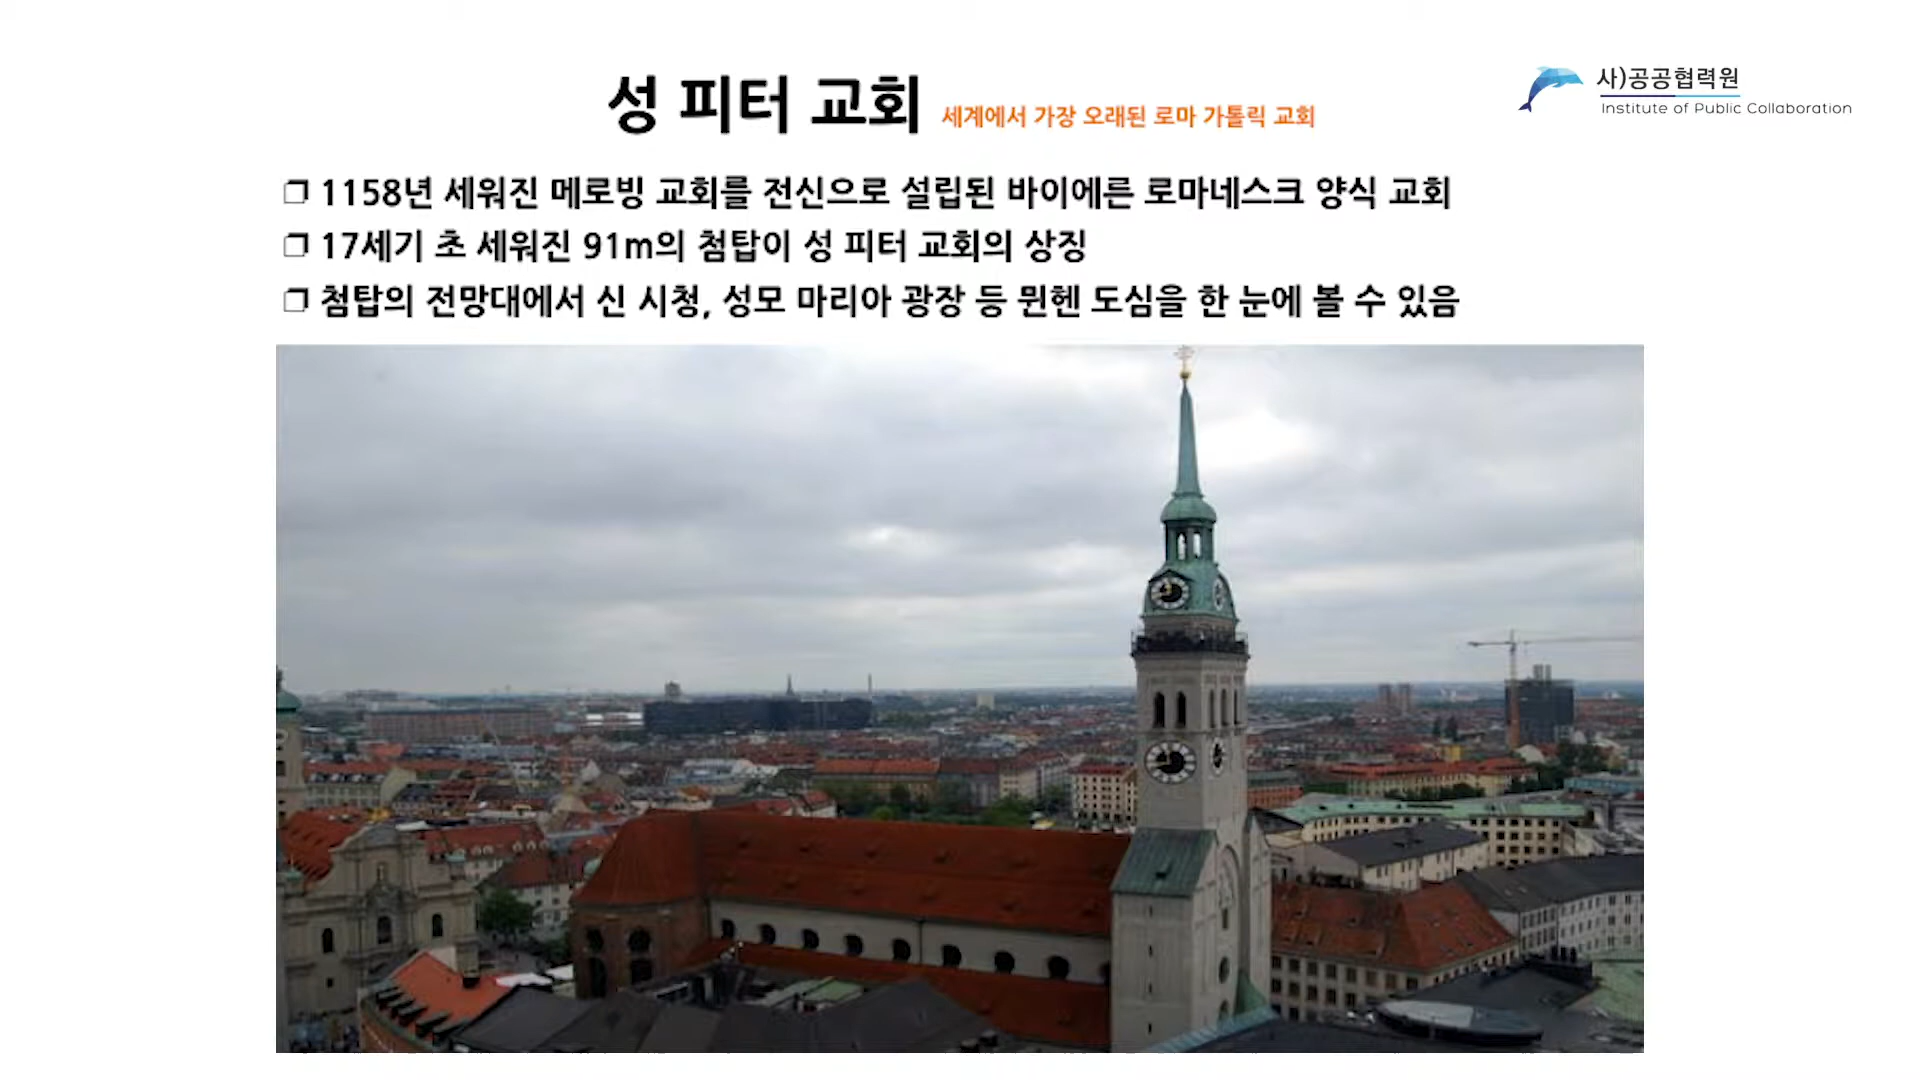 성 피터 교회 세계에서 가장 오래된 로마 가톨릭 교회
사)공공협력원
Institute of Public Collaboration
❐ 1158년 세워진 메로빙 교회를 전신으로 설립된 바이에른 로마네스크 양식 교회
❐ 17세기 초 세워진 91m의 첨탑이 성 피터 교회의 상징
❐ 첨탑의 전망대에서 신 시청, 성모 마리아 광장 등 뮌헨 도심을 한 눈에 볼 수 있음